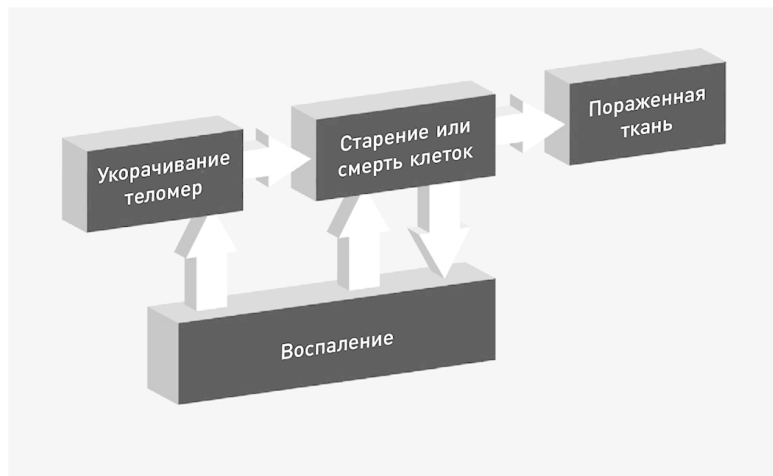 Укорачивание
теломер
Старение или
смерть клеток
Пораженная
ткань
Воспаление